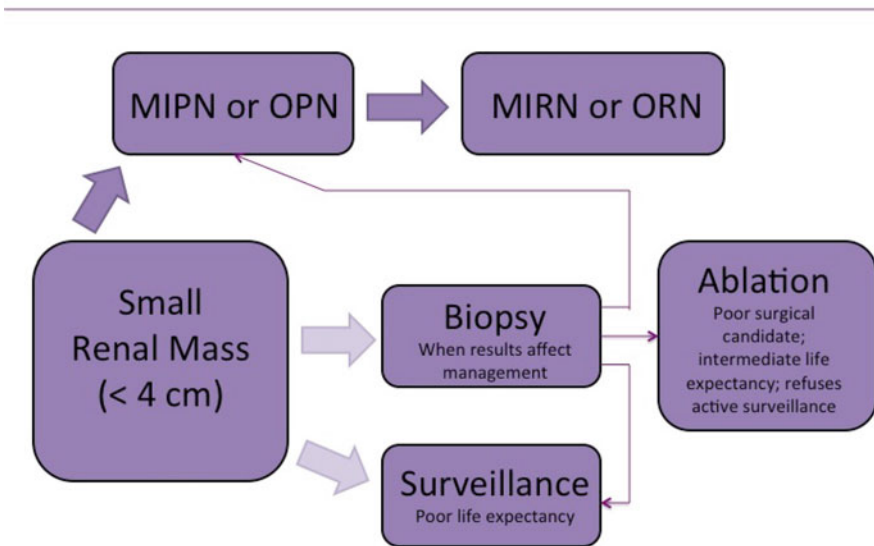 MIPN or OPN
MIRN or ORN
Small
Renal Mass
(< 4 cm)
Biopsy
When results affect
management
Ablation
Poor surgical
candidate;
intermediate life
expectancy; refuses
active surveillance
Surveillance
Poor life expectancy